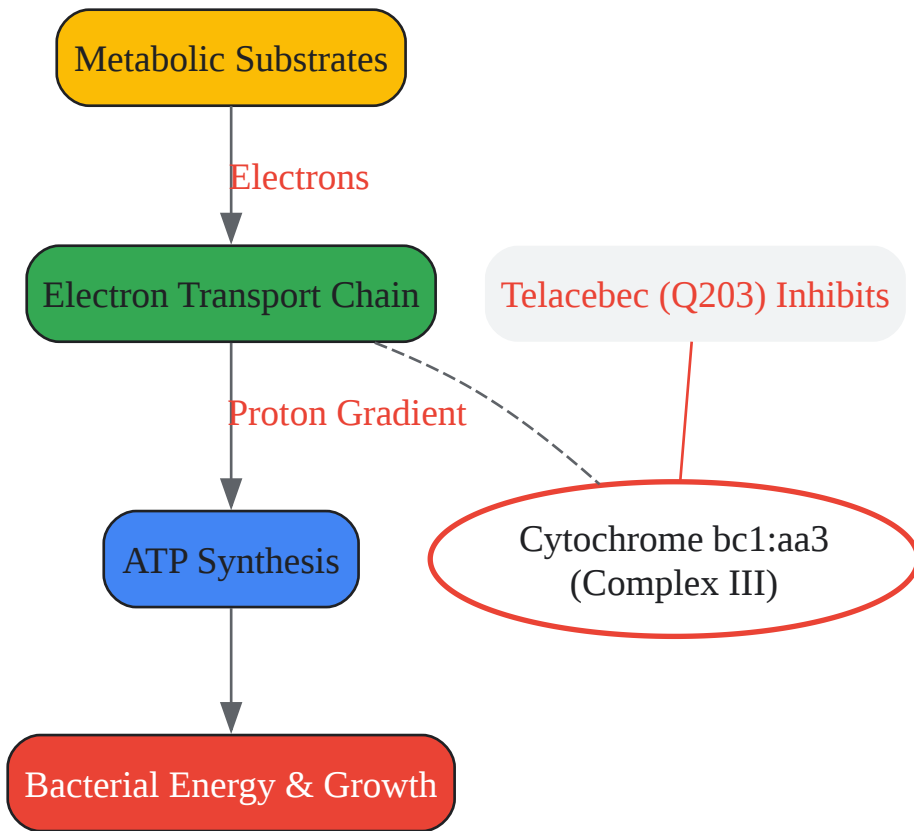 Metabolic Substrates
Electrons
Electron Transport Chain
Telacebec (Q203) Inhibits
Proton Gradient
ATP Synthesis
Cytochrome bc1:aa3
(Complex III)
Bacterial Energy & Growth